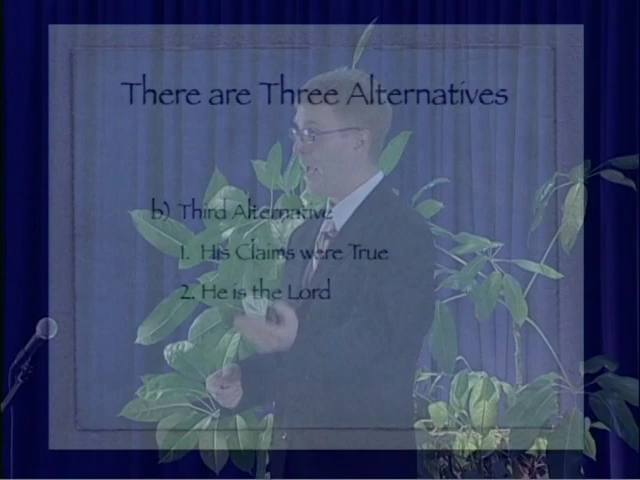 There are Three Alternatives
b) Third Alternative
1. His Claims were True
2. He is the Lord